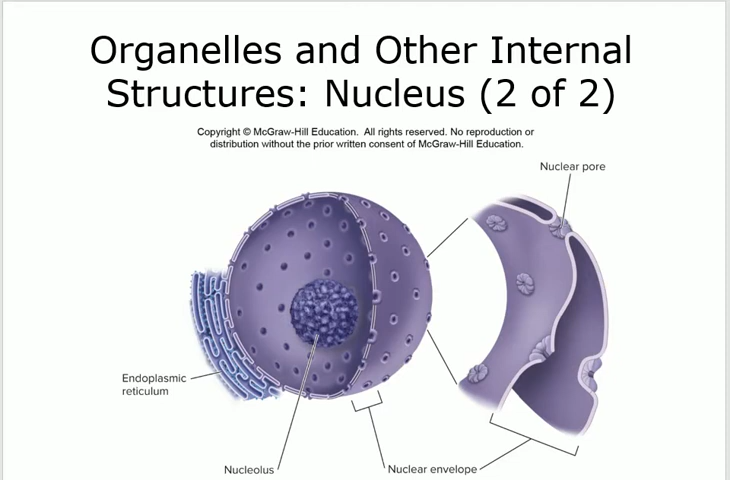 Organelles and Other Internal
Structures: Nucleus (2 of 2)
Copyright © McGraw-Hill Education. All rights reserved. No reproduction or
distribution without the prior written consent of McGraw-Hill Education.
Nuclear pore
Endoplasmic
reticulum
Nucleolus
Nuclear envelope